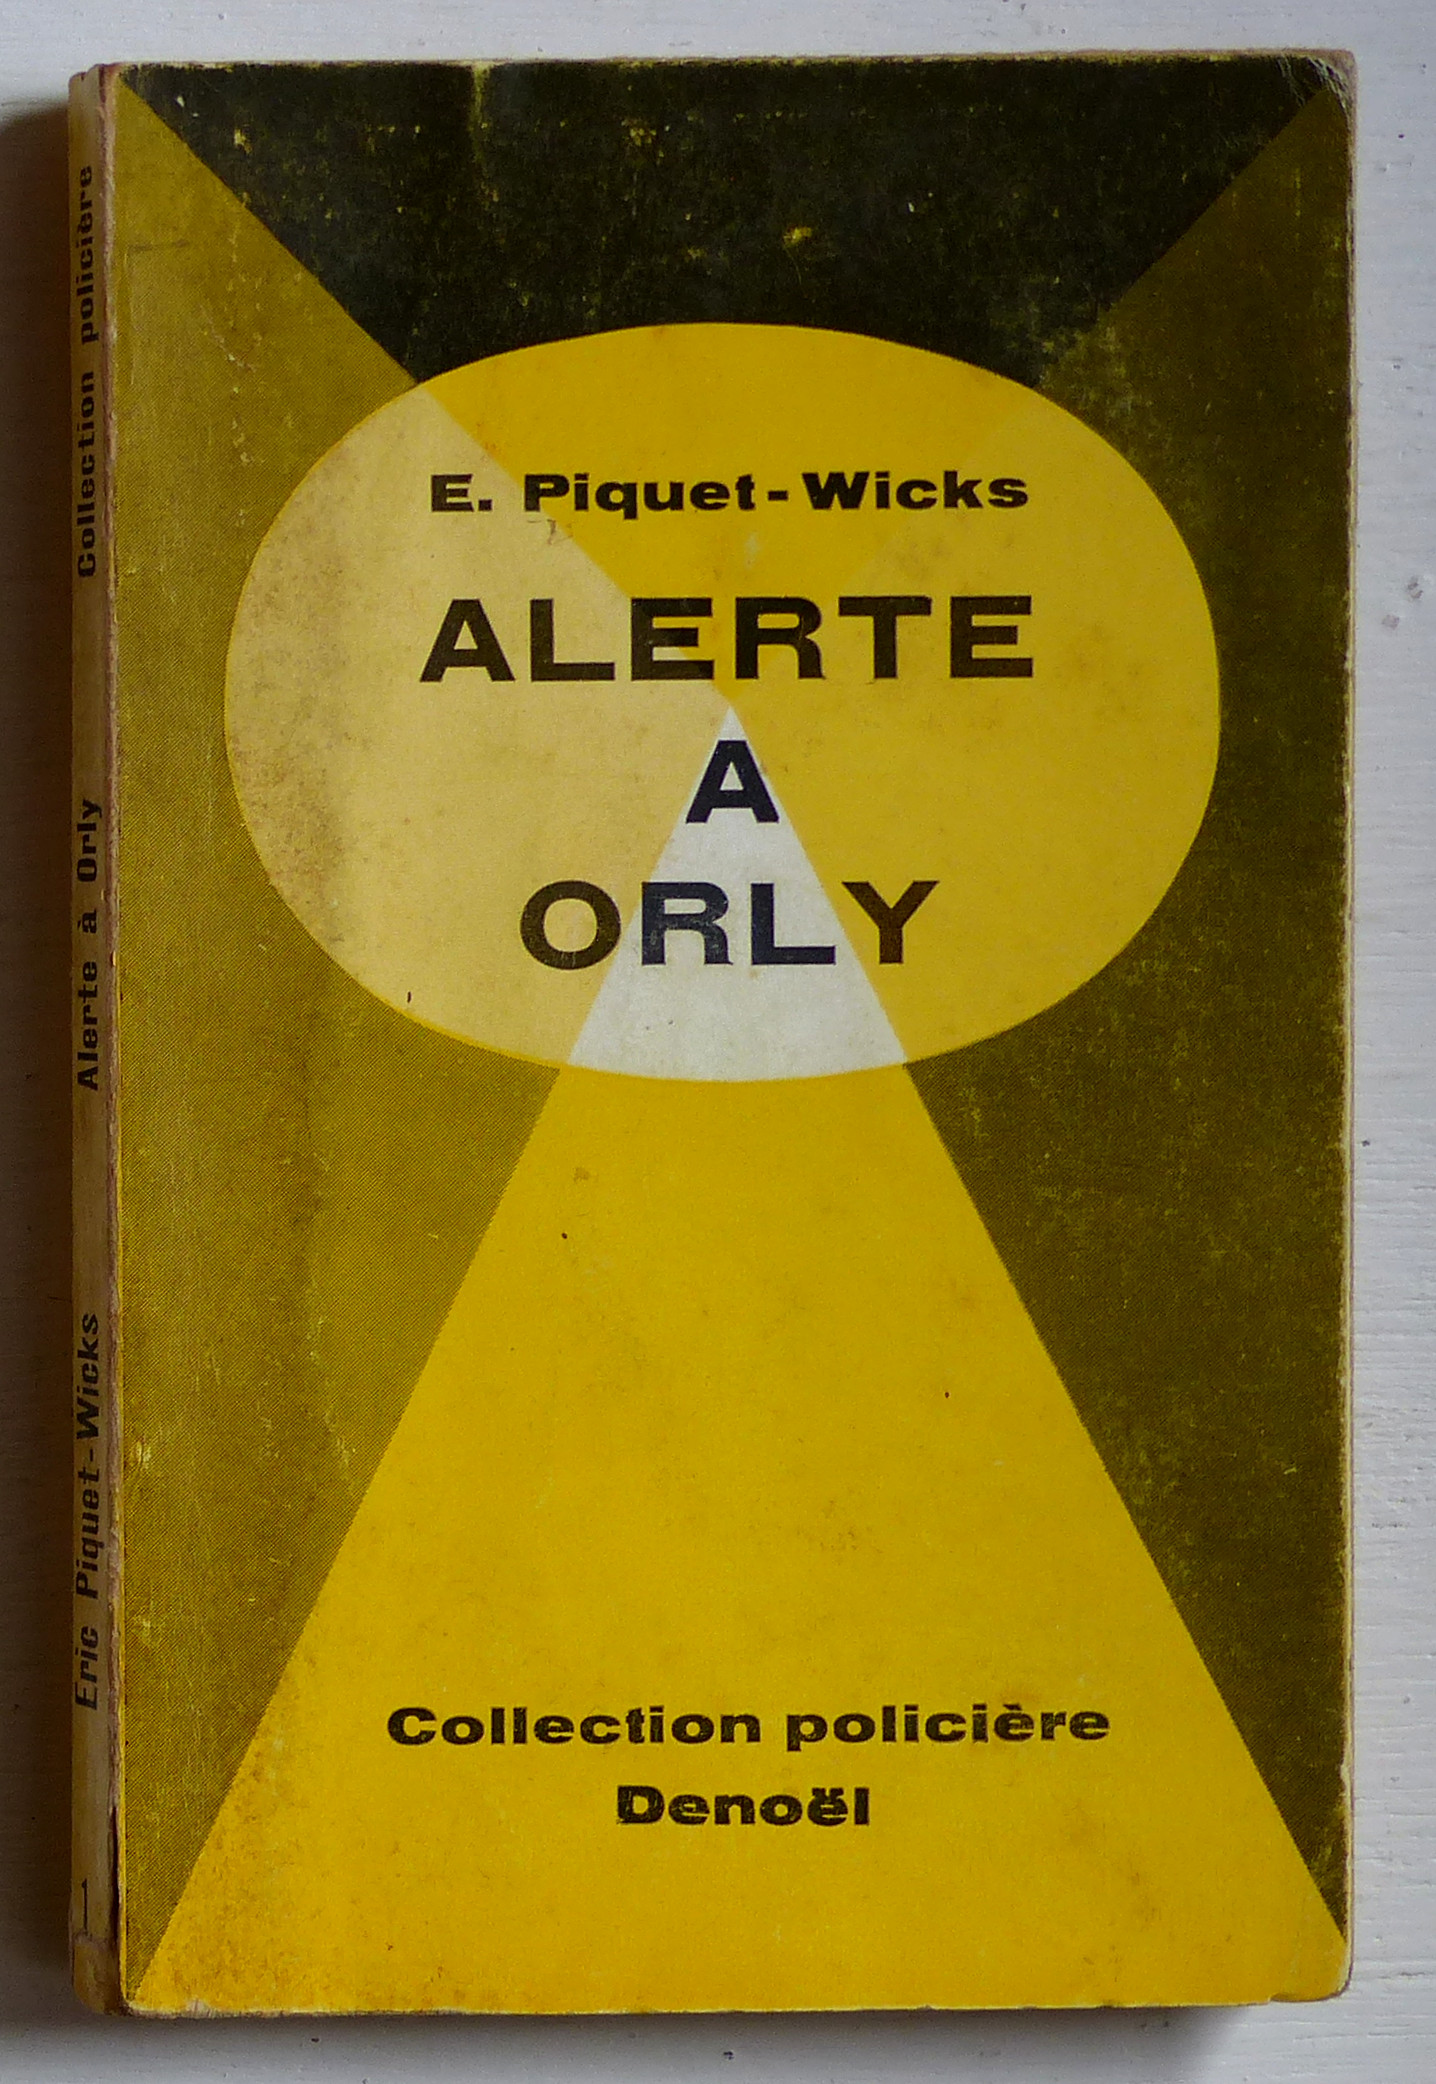 E. Piquet-Wicks
ALERTE
A
ORLY
Collection policière
Denoël
Eric Piquet-Wicks Alerte à Orly Collection policière
1